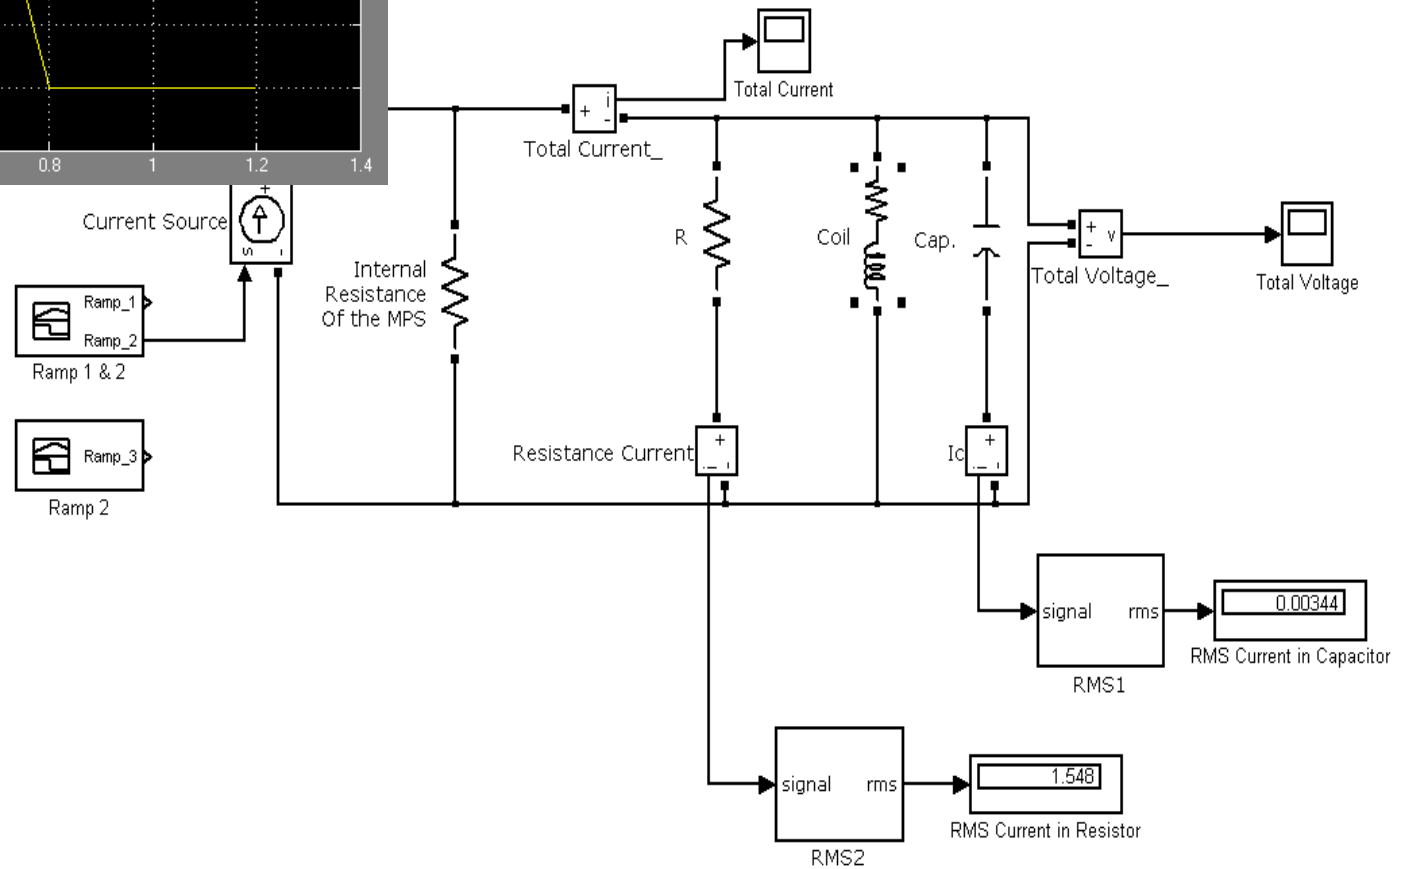 Total Current
i
+
-
Total Current_
0.8 1 1.2 1.4
+
Current Source
s
-
R
Coil
Cap.
+
-
v
Total Voltage_
Total Voltage
Internal
Resistance
Of the MPS
Ramp_1
Ramp_2
Ramp 1 & 2
Ramp_3
Ramp 2
Resistance Current
+
i
-
Ic
+
i
-
signal rms
RMS1
0.00344
RMS Current in Capacitor
signal rms
RMS2
1.548
RMS Current in Resistor